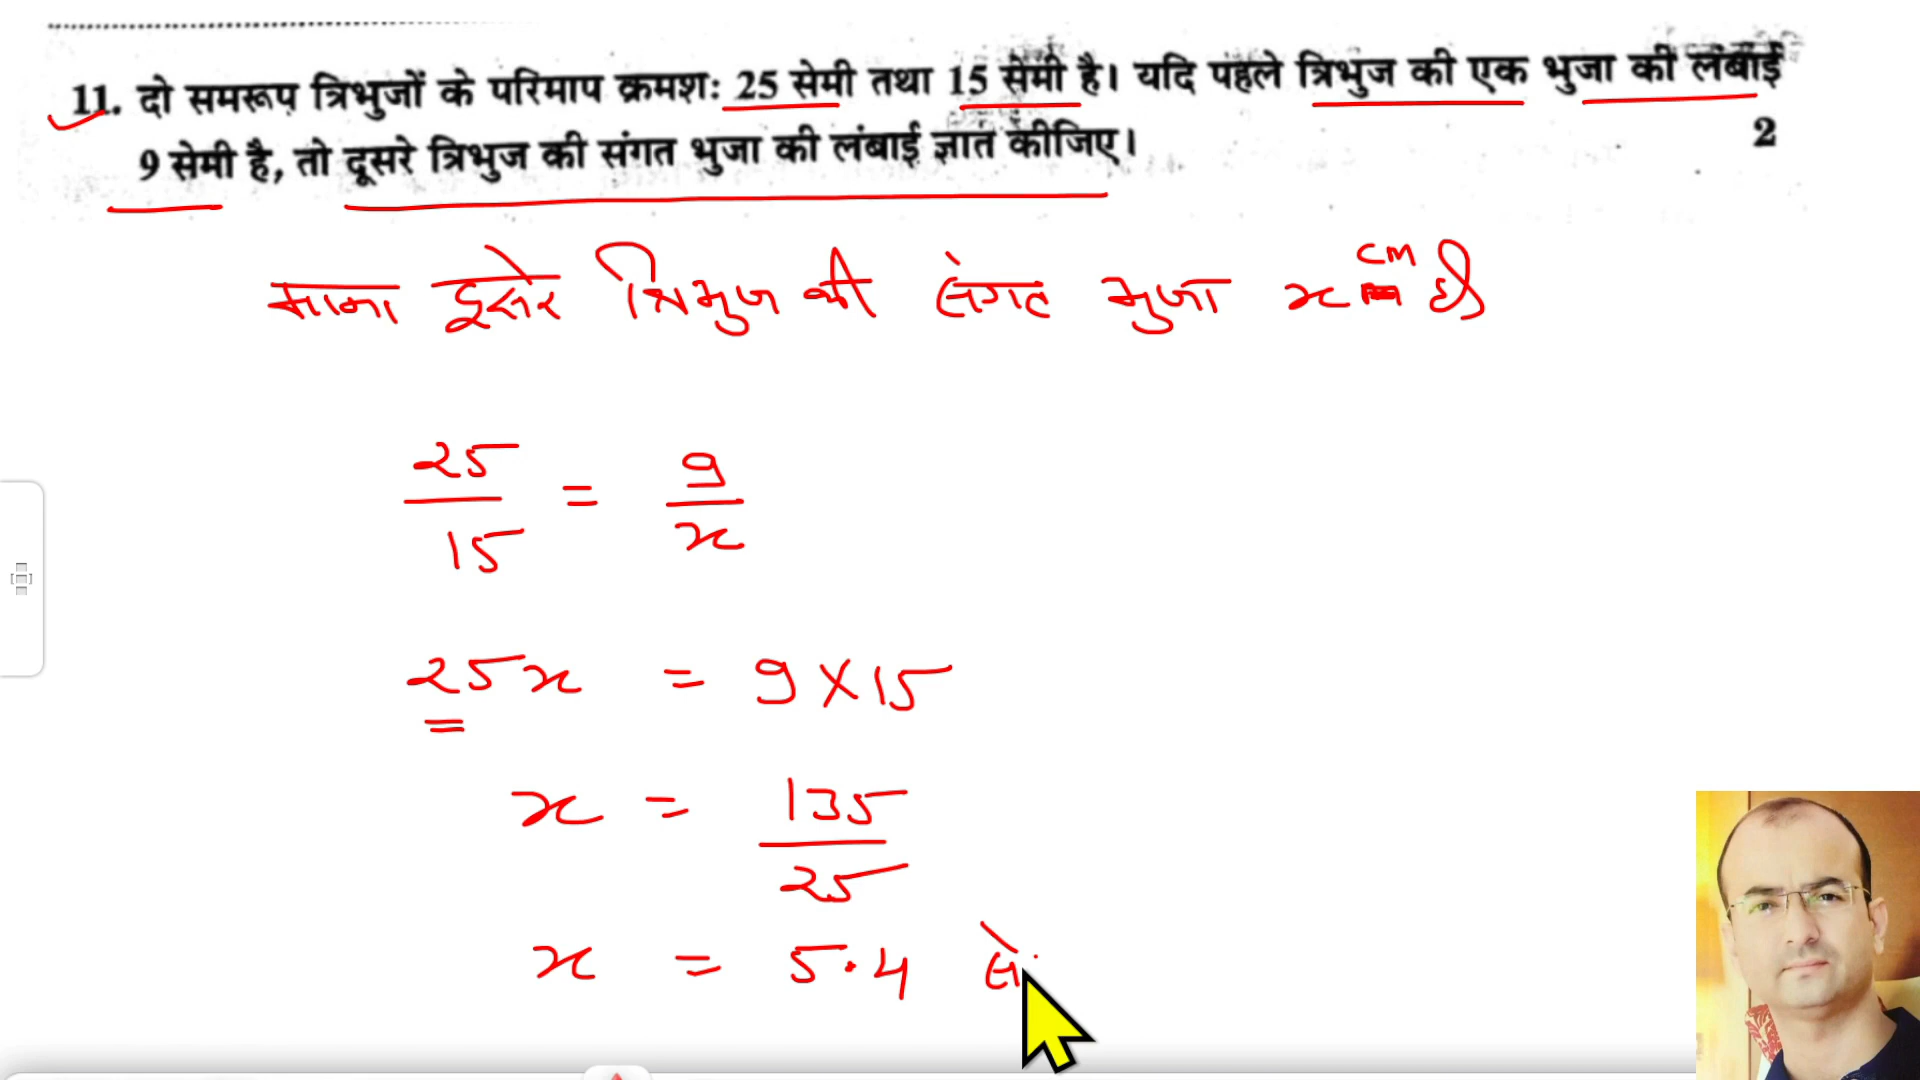 11. दो समरूप त्रिभुजों के परिमाप क्रमशः 25 सेमी तथा 15 सेमी है। यदि पहले त्रिभुज की एक भुजा की लंबाई
9 सेमी है, तो दूसरे त्रिभुज की संगत भुजा की लंबाई ज्ञात कीजिए। 2
माना दूसरे त्रिभुज की संगत भुजा x cm है
25/15 = 9/x
25x = 9 × 15
x = 135/25
x = 5.4 से